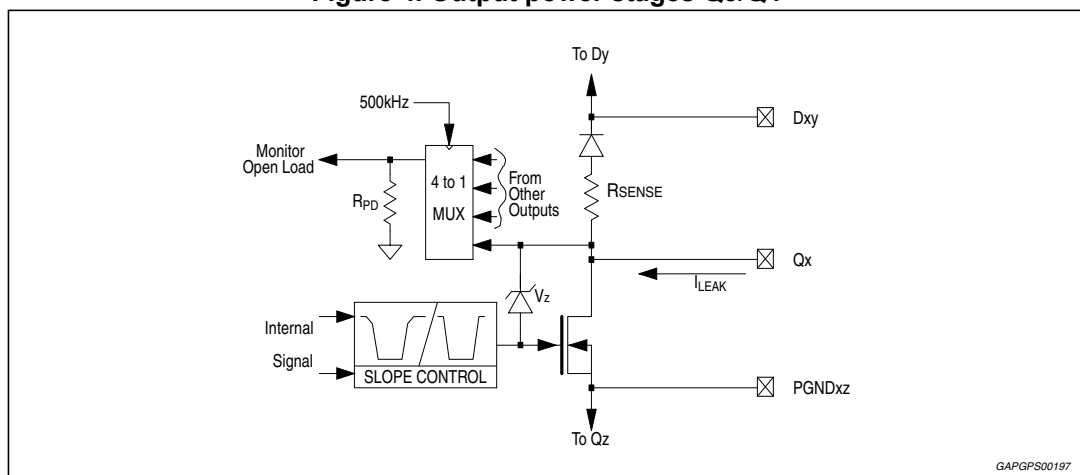 To Dy
500kHz
Dxy
Monitor
Open Load
4 to 1
MUX
From
Other
Outputs
RSENSE
RPD
Qx
ILEAK
Vz
Internal
Signal
SLOPE CONTROL
PGNDxz
To Qz
GAPGPS00197